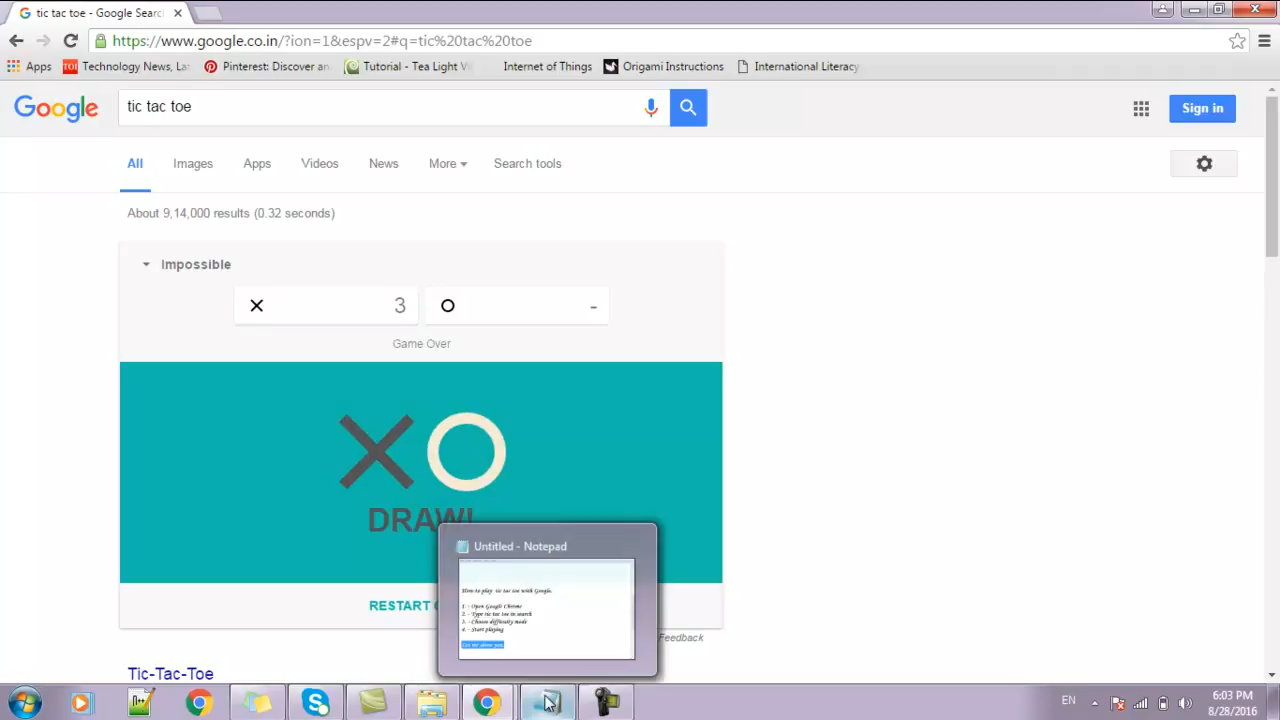 tic tac toe - Google Searc
https://www.google.co.in/?ion=1&espv=2#q=tic%20tac%20toe
Apps TOI Technology News, La Pinterest: Discover an Tutorial - Tea Light V Internet of Things Origami Instructions International Literacy
Google tic tac toe Sign in
All Images Apps Videos News More Search tools
About 9,14,000 results (0.32 seconds)
Impossible
3 -
Game Over
XO
DRAW!
Untitled - Notepad
How to play tic tac toe with Google.
1. - Open Google Chrome
2. - Type tic tac toe in search
3. - Choose difficulty mode
4. - Start playing
RESTART
Feedback
Tic-Tac-Toe
EN
6:03 PM
8/28/2016